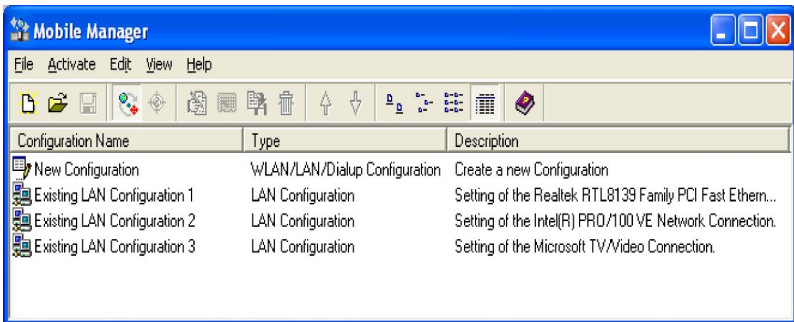 Mobile Manager
File Activate Edit View Help
Configuration Name Type Description
New Configuration WLAN/LAN/Dialup Configuration Create a new Configuration
Existing LAN Configuration 1 LAN Configuration Setting of the Realtek RTL8139 Family PCI Fast Ethern...
Existing LAN Configuration 2 LAN Configuration Setting of the Intel(R) PRO/100 VE Network Connection.
Existing LAN Configuration 3 LAN Configuration Setting of the Microsoft TV/Video Connection.